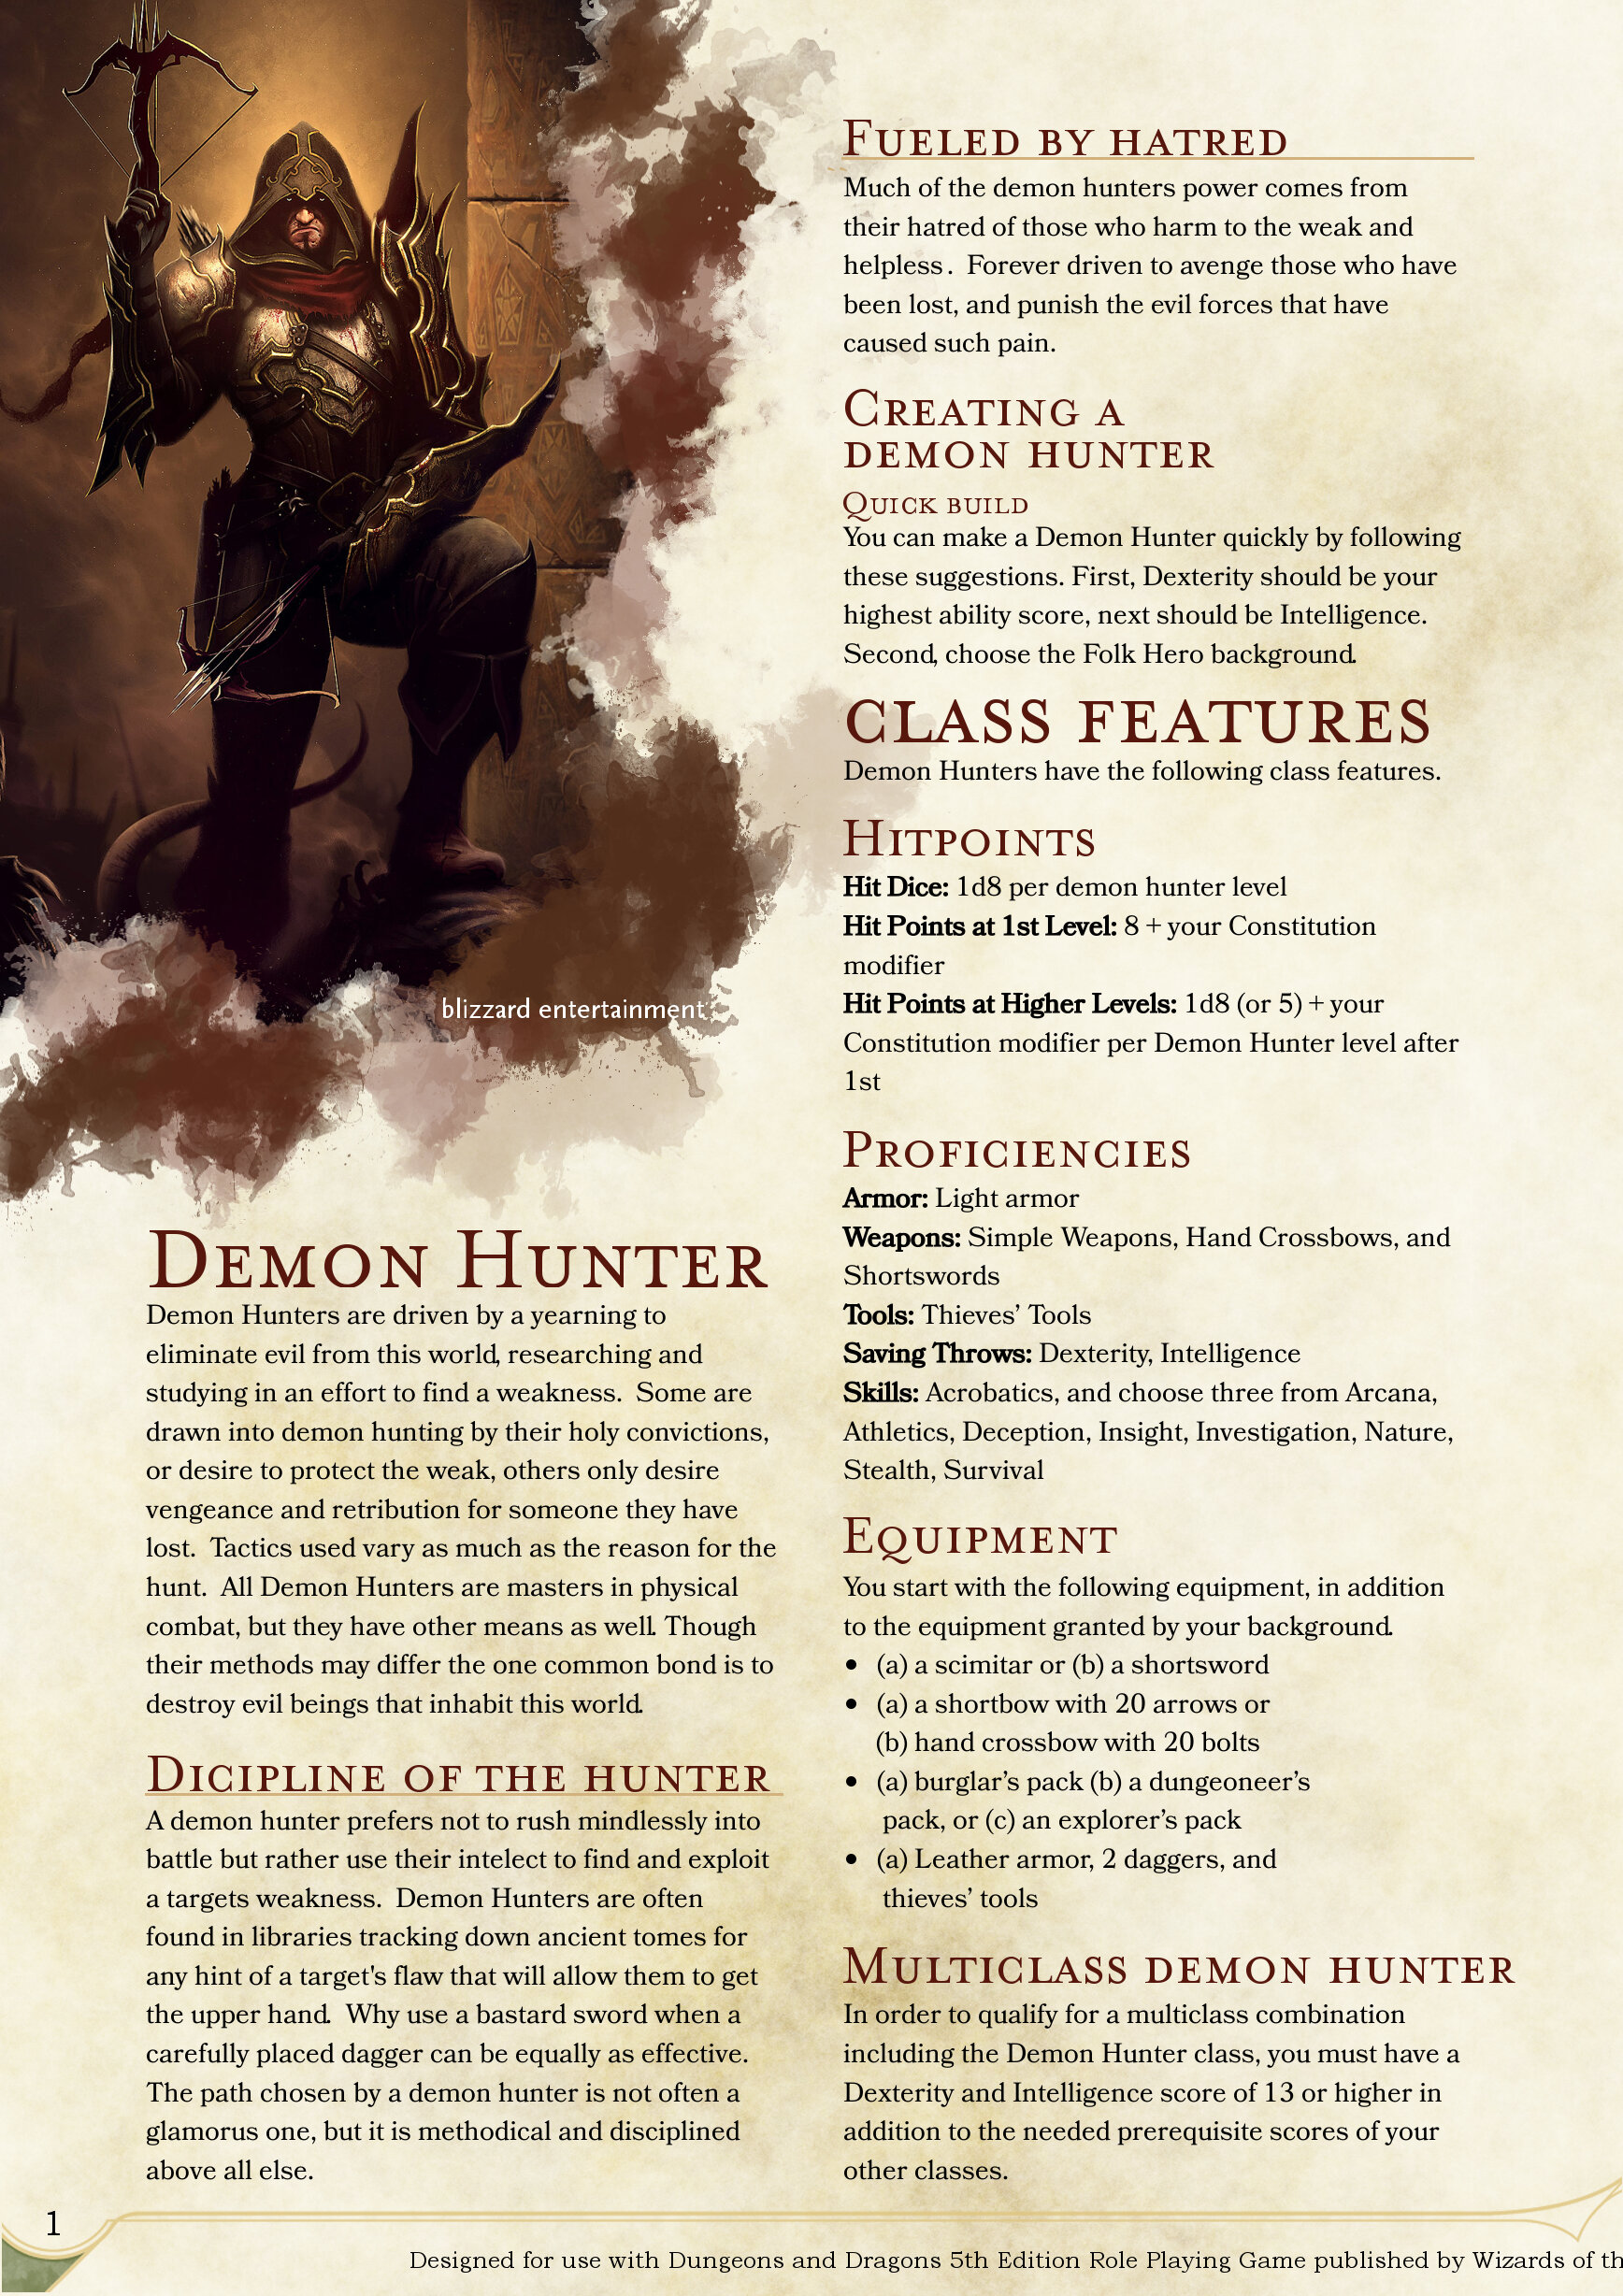 blizzard entertainment
Demon Hunter
Demon Hunters are driven by a yearning to
eliminate evil from this world, researching and
studying in an effort to find a weakness.  Some are
drawn into demon hunting by their holy convictions,
or desire to protect the weak, others only desire
vengeance and retribution for someone they have
lost.  Tactics used vary as much as the reason for the
hunt.  All Demon Hunters are masters in physical
combat, but they have other means as well. Though
their methods may differ the one common bond is to
destroy evil beings that inhabit this world.
Dicipline of the hunter
A demon hunter prefers not to rush mindlessly into
battle but rather use their intelect to find and exploit
a targets weakness.  Demon Hunters are often
found in libraries tracking down ancient tomes for
any hint of a target's flaw that will allow them to get
the upper hand.  Why use a bastard sword when a
carefully placed dagger can be equally as effective.
The path chosen by a demon hunter is not often a
glamorus one, but it is methodical and disciplined
above all else.
Fueled by hatred
Much of the demon hunters power comes from
their hatred of those who harm to the weak and
helpless.  Forever driven to avenge those who have
been lost, and punish the evil forces that have
caused such pain.
Creating a
demon hunter
Quick build
You can make a Demon Hunter quickly by following
these suggestions. First, Dexterity should be your
highest ability score, next should be Intelligence.
Second, choose the Folk Hero background.
class features
Demon Hunters have the following class features.
Hitpoints
Hit Dice: 1d8 per demon hunter level
Hit Points at 1st Level: 8 + your Constitution
modifier
Hit Points at Higher Levels: 1d8 (or 5) + your
Constitution modifier per Demon Hunter level after
1st
Proficiencies
Armor: Light armor
Weapons: Simple Weapons, Hand Crossbows, and
Shortswords
Tools: Thieves’ Tools
Saving Throws: Dexterity, Intelligence
Skills: Acrobatics, and choose three from Arcana,
Athletics, Deception, Insight, Investigation, Nature,
Stealth, Survival
Equipment
You start with the following equipment, in addition
to the equipment granted by your background.
• (a) a scimitar or (b) a shortsword
• (a) a shortbow with 20 arrows or
(b) hand crossbow with 20 bolts
• (a) burglar’s pack (b) a dungeoneer’s
pack, or (c) an explorer’s pack
• (a) Leather armor, 2 daggers, and
thieves’ tools
Multiclass demon hunter
In order to qualify for a multiclass combination
including the Demon Hunter class, you must have a
Dexterity and Intelligence score of 13 or higher in
addition to the needed prerequisite scores of your
other classes.
1
Designed for use with Dungeons and Dragons 5th Edition Role Playing Game published by Wizards of th